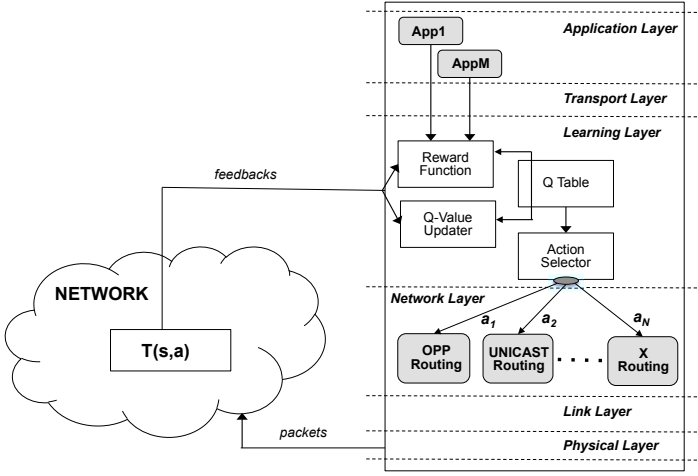 App1
Application Layer
AppM
Transport Layer
Learning Layer
Reward
Function
feedbacks
Q Table
Q-Value
Updater
Action
Selector
NETWORK
Network Layer
a1
a2
aN
T(s,a)
OPP
Routing
UNICAST
Routing
. . . .
X
Routing
Link Layer
packets
Physical Layer